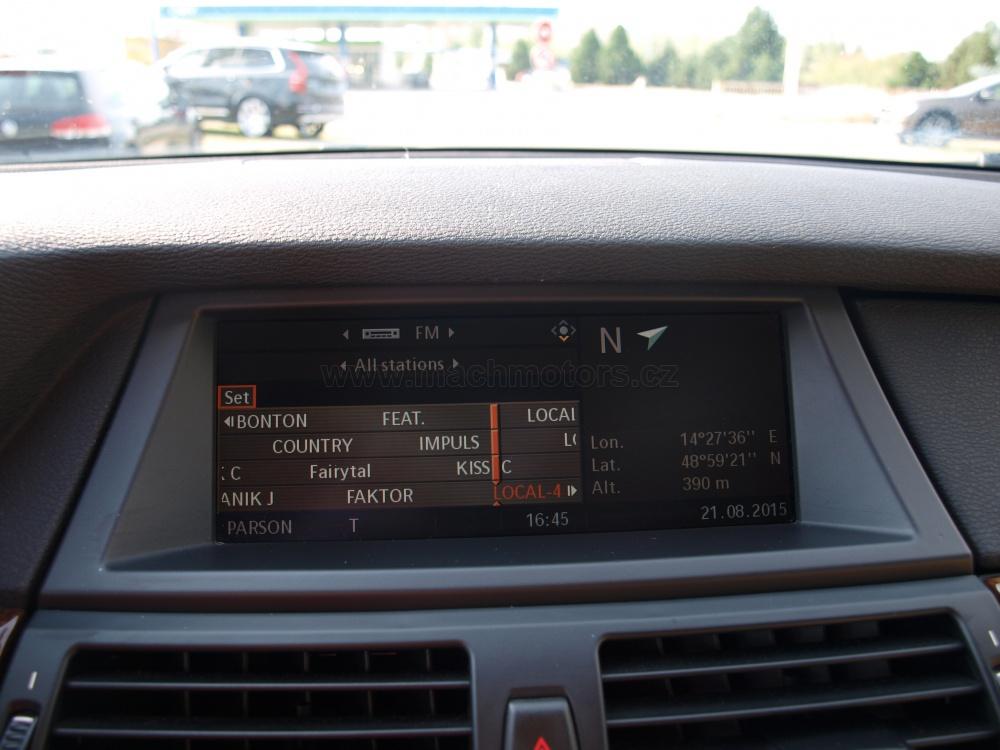 FM
All stations
www.machmotors.cz
Set
BONTON FEAT. LOCAL
COUNTRY IMPULS LO
: C Fairytal KISS C
ANIK J FAKTOR LOCAL-4
PARSON T 16:45
N
Lon. 14°27'36'' E
Lat. 48°59'21'' N
Alt. 390 m
21.08.2015